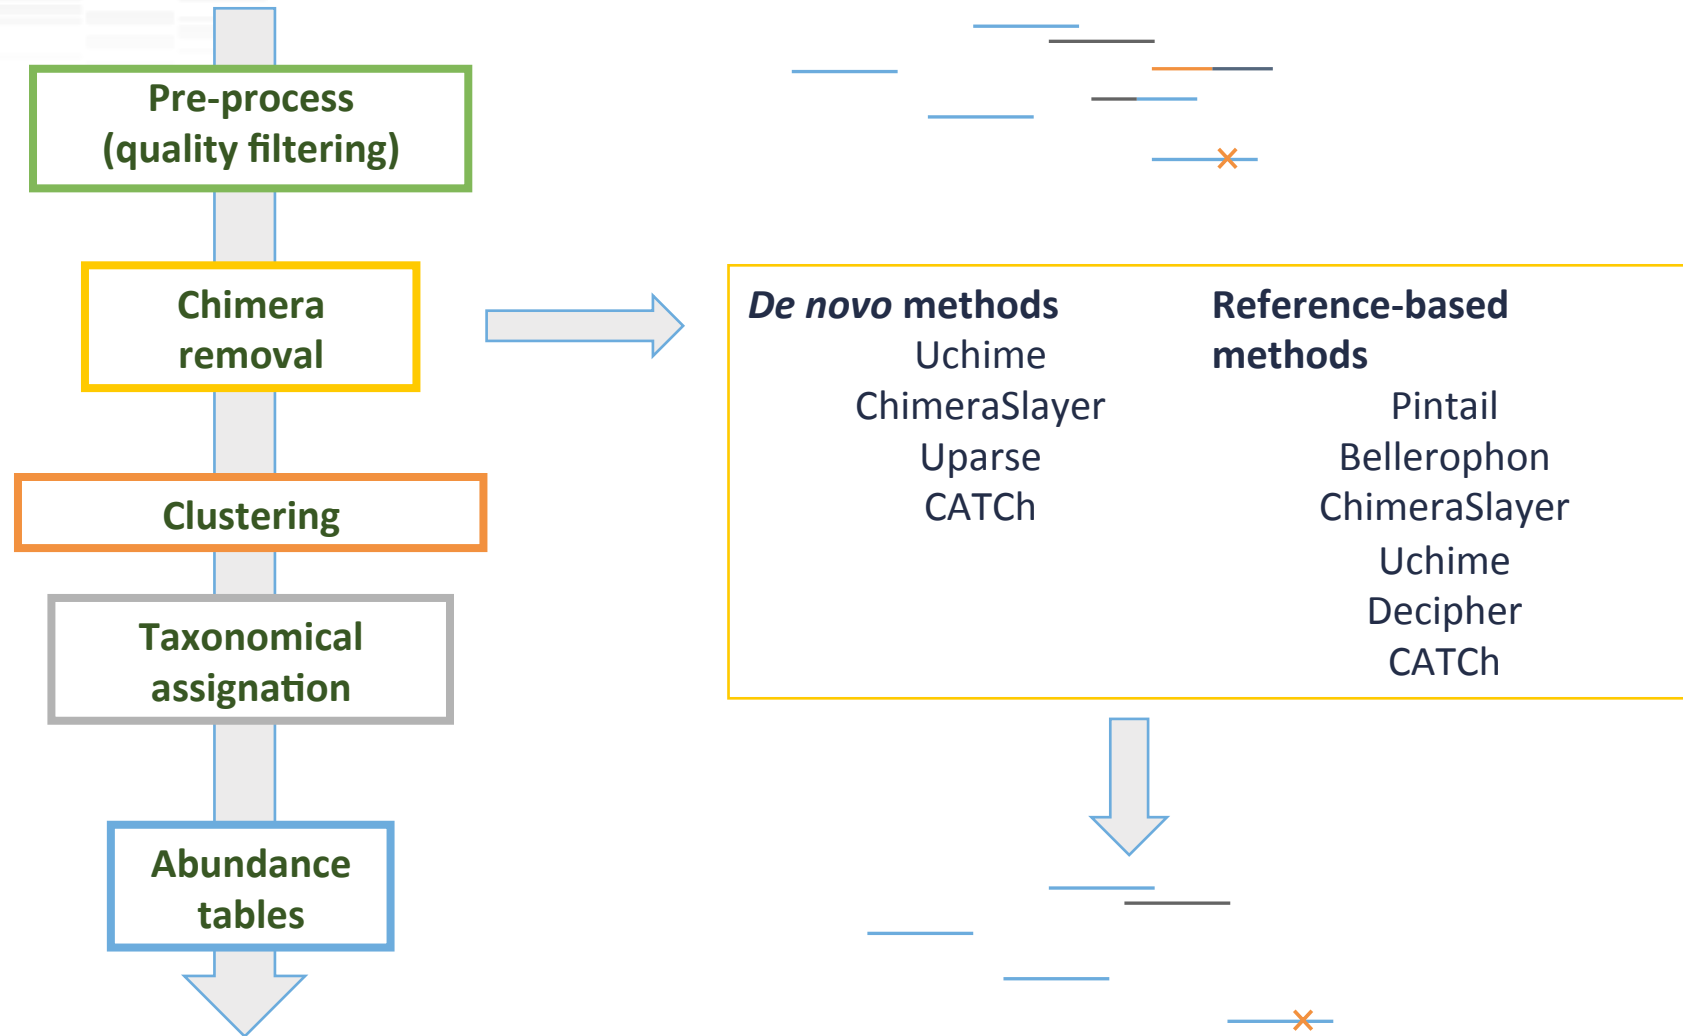 Pre-process
(quality filtering)
Chimera
removal
Clustering
Taxonomical
assignation
Abundance
tables
De novo methods
Uchime
ChimeraSlayer
Uparse
CATCh
Reference-based
methods
Pintail
Bellerophon
ChimeraSlayer
Uchime
Decipher
CATCh